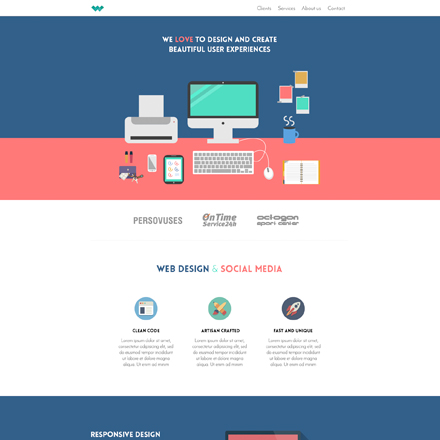 Clients Services About us Contact
WE LOVE TO DESIGN AND CREATE
BEAUTIFUL USER EXPERIENCES
PERSOVUSES
OnTime
Service24h
octogon
sport center
WEB DESIGN & SOCIAL MEDIA
CLEAN CODE
Lorem ipsum dolor sit amet,
consectetur adipisicing elit, sed
do eiusmod tempor incididunt
ut labore et dolore magna
aliqua. Ut enim ad minim
ARTISAN CRAFTED
Lorem ipsum dolor sit amet,
consectetur adipisicing elit, sed
do eiusmod tempor incididunt
ut labore et dolore magna
aliqua. Ut enim ad minim
FAST AND UNIQUE
Lorem ipsum dolor sit amet,
consectetur adipisicing elit, sed
do eiusmod tempor incididunt
ut labore et dolore magna
aliqua. Ut enim ad minim
RESPONSIVE DESIGN